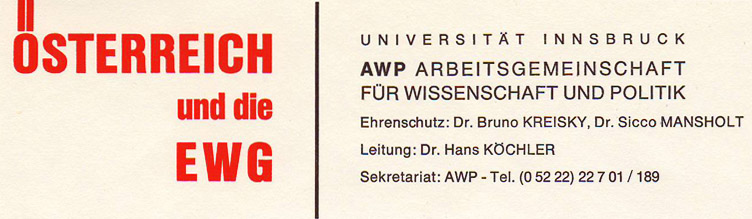 ÖSTERREICH
und die
EWG
UNIVERSITÄT INNSBRUCK
AWP ARBEITSGEMEINSCHAFT
FÜR WISSENSCHAFT UND POLITIK
Ehrenschutz: Dr. Bruno KREISKY, Dr. Sicco MANSHOLT
Leitung: Dr. Hans KÖCHLER
Sekretariat: AWP - Tel. (0 52 22) 22 7 01 / 189